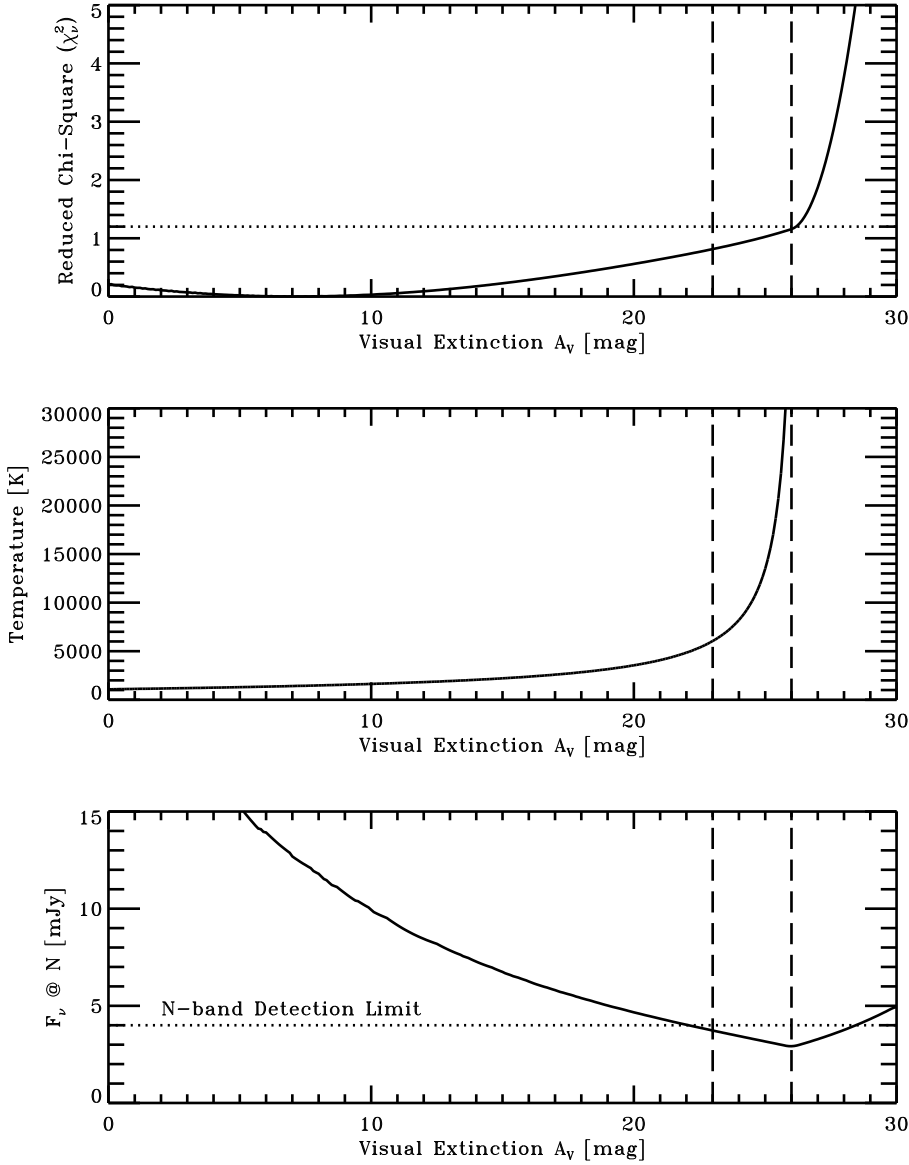 5
4
3
2
1
0
Reduced Chi-Square (χ²ᵥ)
0 10 20 30
Visual Extinction Aᵥ [mag]
30000
25000
20000
15000
10000
5000
0
Temperature [K]
0 10 20 30
Visual Extinction Aᵥ [mag]
15
10
5
0
Fᵥ @ N [mJy]
N-band Detection Limit
0 10 20 30
Visual Extinction Aᵥ [mag]